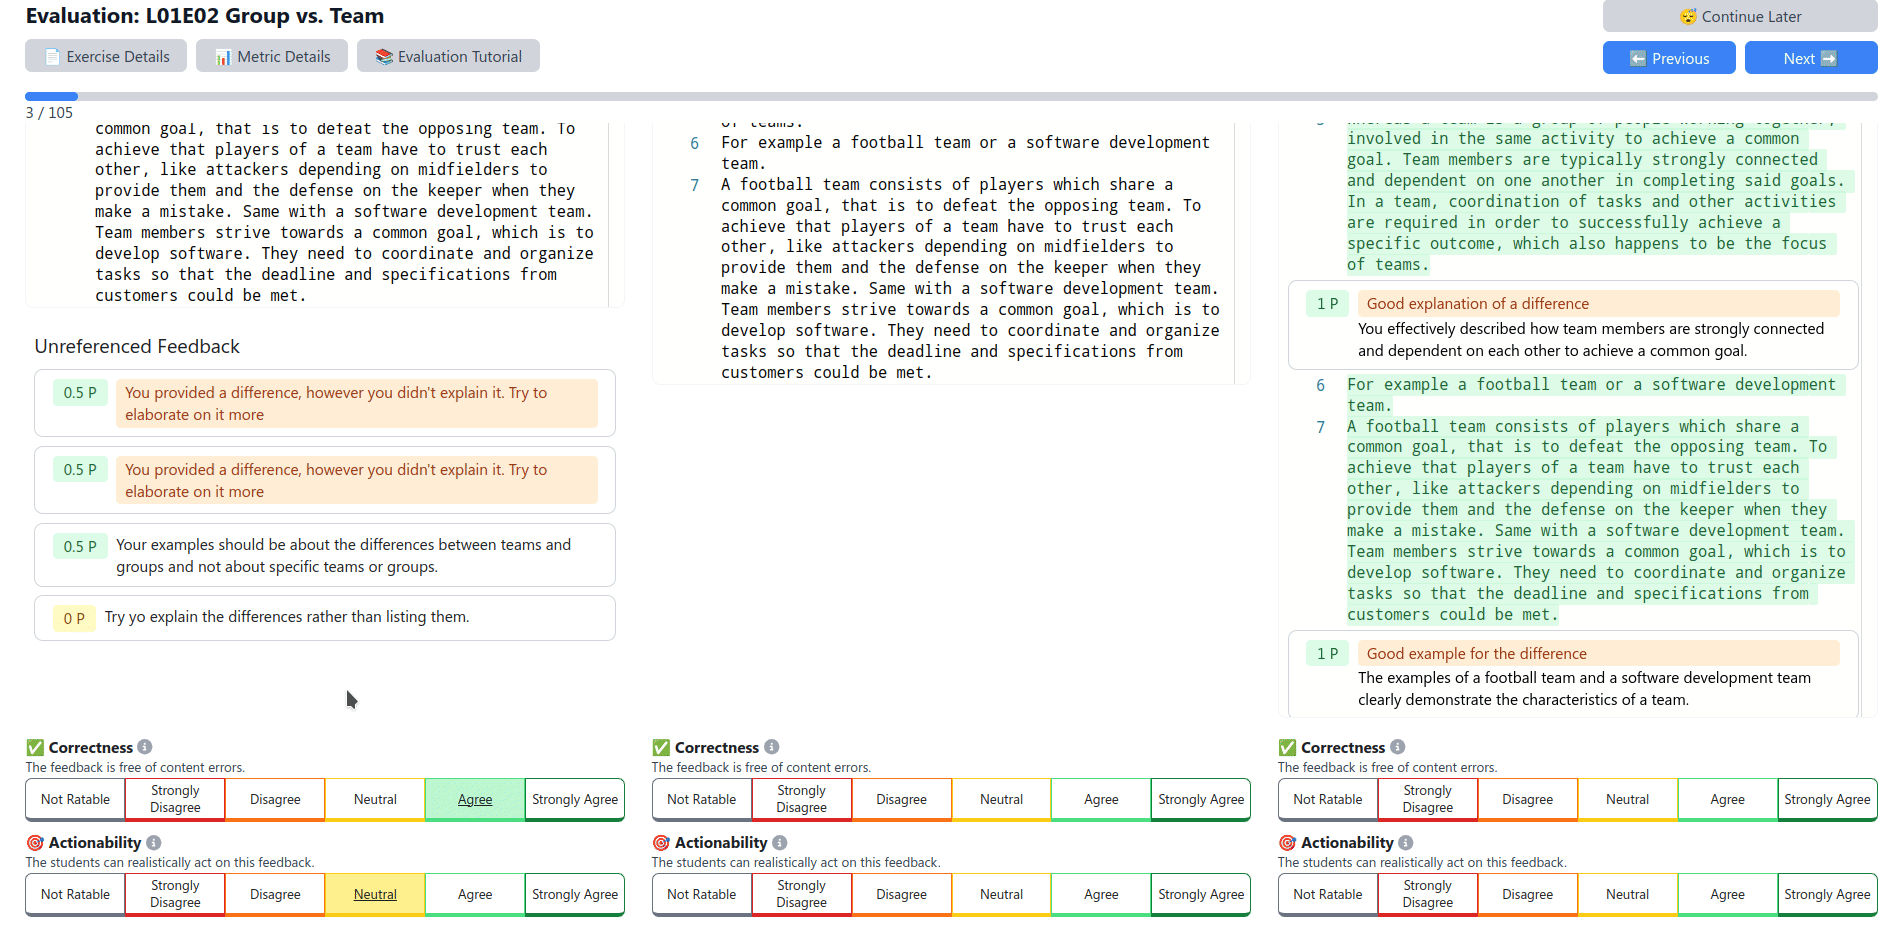 Evaluation: L01E02 Group vs. Team
😴 Continue Later
📄 Exercise Details
📊 Metric Details
📚 Evaluation Tutorial
⬅️ Previous
Next ➡️
3 / 105
common goal, that is to defeat the opposing team. To
achieve that players of a team have to trust each
other, like attackers depending on midfielders to
provide them and the defense on the keeper when they
make a mistake. Same with a software development team.
Team members strive towards a common goal, which is to
develop software. They need to coordinate and organize
tasks so that the deadline and specifications from
customers could be met.
Unreferenced Feedback
0.5 P
You provided a difference, however you didn't explain it. Try to
elaborate on it more
0.5 P
You provided a difference, however you didn't explain it. Try to
elaborate on it more
0.5 P
Your examples should be about the differences between teams and
groups and not about specific teams or groups.
0 P
Try yo explain the differences rather than listing them.
✅ Correctness
The feedback is free of content errors.
Not Ratable
Strongly
Disagree
Disagree
Neutral
Agree
Strongly Agree
🎯 Actionability
The students can realistically act on this feedback.
Not Ratable
Strongly
Disagree
Disagree
Neutral
Agree
Strongly Agree
of teams.
6 For example a football team or a software development
team.
7 A football team consists of players which share a
common goal, that is to defeat the opposing team. To
achieve that players of a team have to trust each
other, like attackers depending on midfielders to
provide them and the defense on the keeper when they
make a mistake. Same with a software development team.
Team members strive towards a common goal, which is to
develop software. They need to coordinate and organize
tasks so that the deadline and specifications from
customers could be met.
✅ Correctness
The feedback is free of content errors.
Not Ratable
Strongly
Disagree
Disagree
Neutral
Agree
Strongly Agree
🎯 Actionability
The students can realistically act on this feedback.
Not Ratable
Strongly
Disagree
Disagree
Neutral
Agree
Strongly Agree
5 whereas a team is a group of people working together,
involved in the same activity to achieve a common
goal. Team members are typically strongly connected
and dependent on one another in completing said goals.
In a team, coordination of tasks and other activities
are required in order to successfully achieve a
specific outcome, which also happens to be the focus
of teams.
1 P
Good explanation of a difference
You effectively described how team members are strongly connected
and dependent on each other to achieve a common goal.
6 For example a football team or a software development
team.
7 A football team consists of players which share a
common goal, that is to defeat the opposing team. To
achieve that players of a team have to trust each
other, like attackers depending on midfielders to
provide them and the defense on the keeper when they
make a mistake. Same with a software development team.
Team members strive towards a common goal, which is to
develop software. They need to coordinate and organize
tasks so that the deadline and specifications from
customers could be met.
1 P
Good example for the difference
The examples of a football team and a software development team
clearly demonstrate the characteristics of a team.
✅ Correctness
The feedback is free of content errors.
Not Ratable
Strongly
Disagree
Disagree
Neutral
Agree
Strongly Agree
🎯 Actionability
The students can realistically act on this feedback.
Not Ratable
Strongly
Disagree
Disagree
Neutral
Agree
Strongly Agree